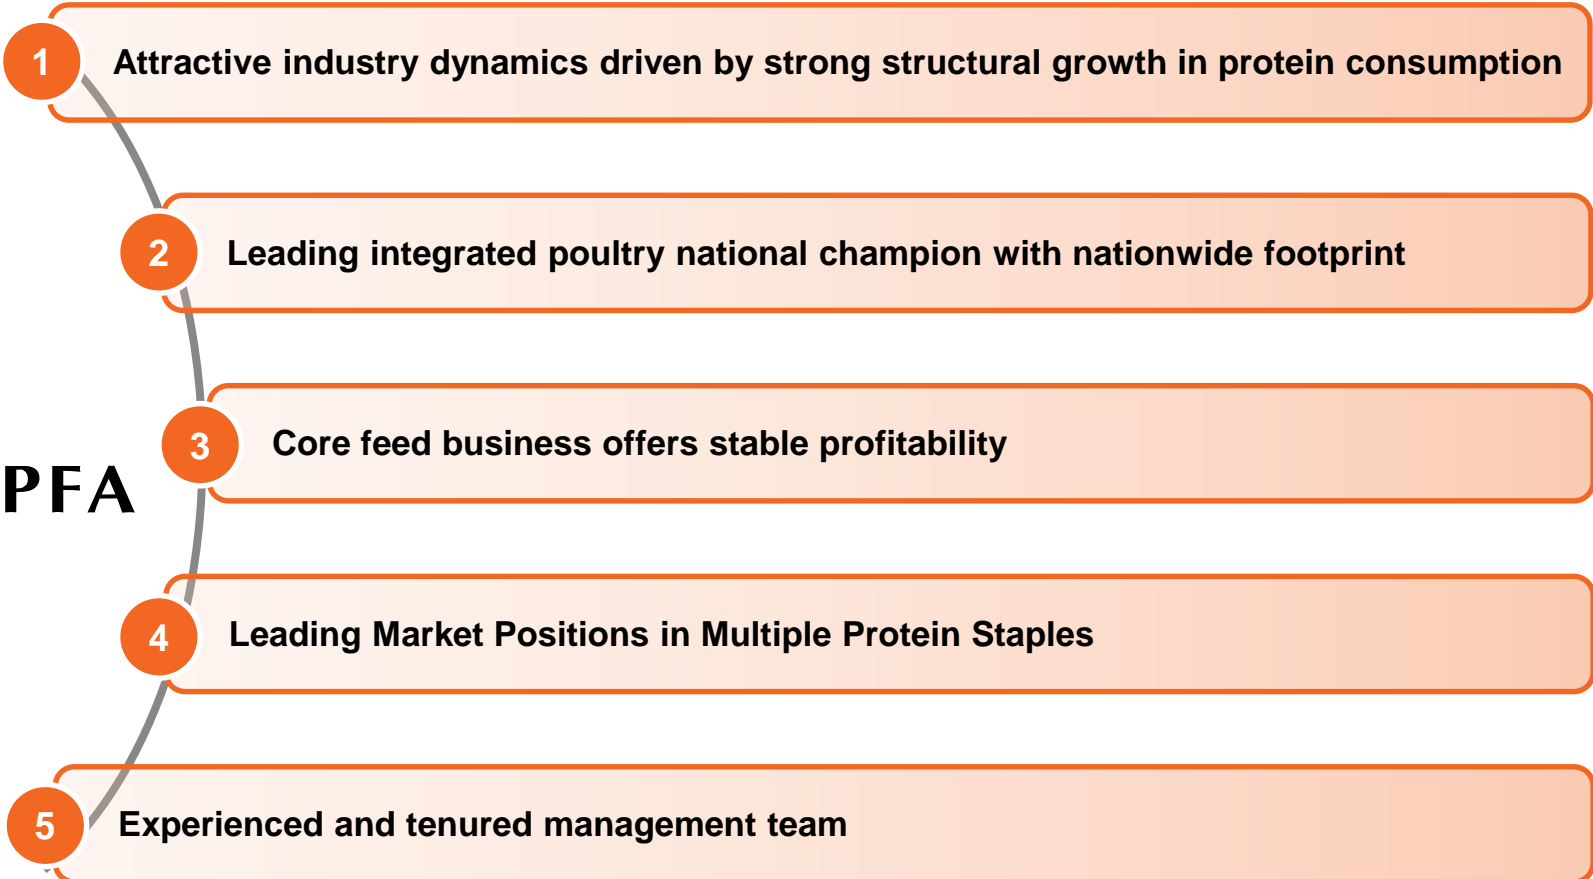 1
Attractive industry dynamics driven by strong structural growth in protein consumption
2
Leading integrated poultry national champion with nationwide footprint
3
Core feed business offers stable profitability
PFA
4
Leading Market Positions in Multiple Protein Staples
5
Experienced and tenured management team